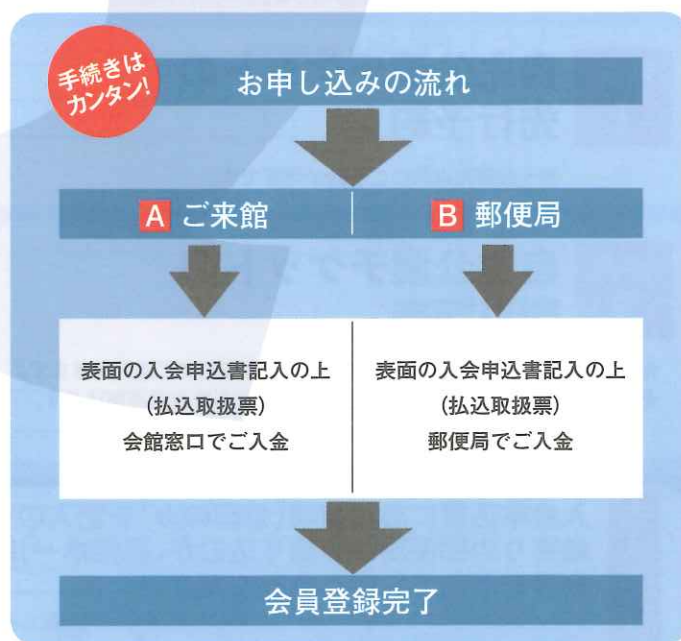 手続きは
カンタン!
お申し込みの流れ
A ご来館
B 郵便局
表面の入会申込書記入の上
(払込取扱票)
会館窓口でご入金
表面の入会申込書記入の上
(払込取扱票)
郵便局でご入金
会員登録完了